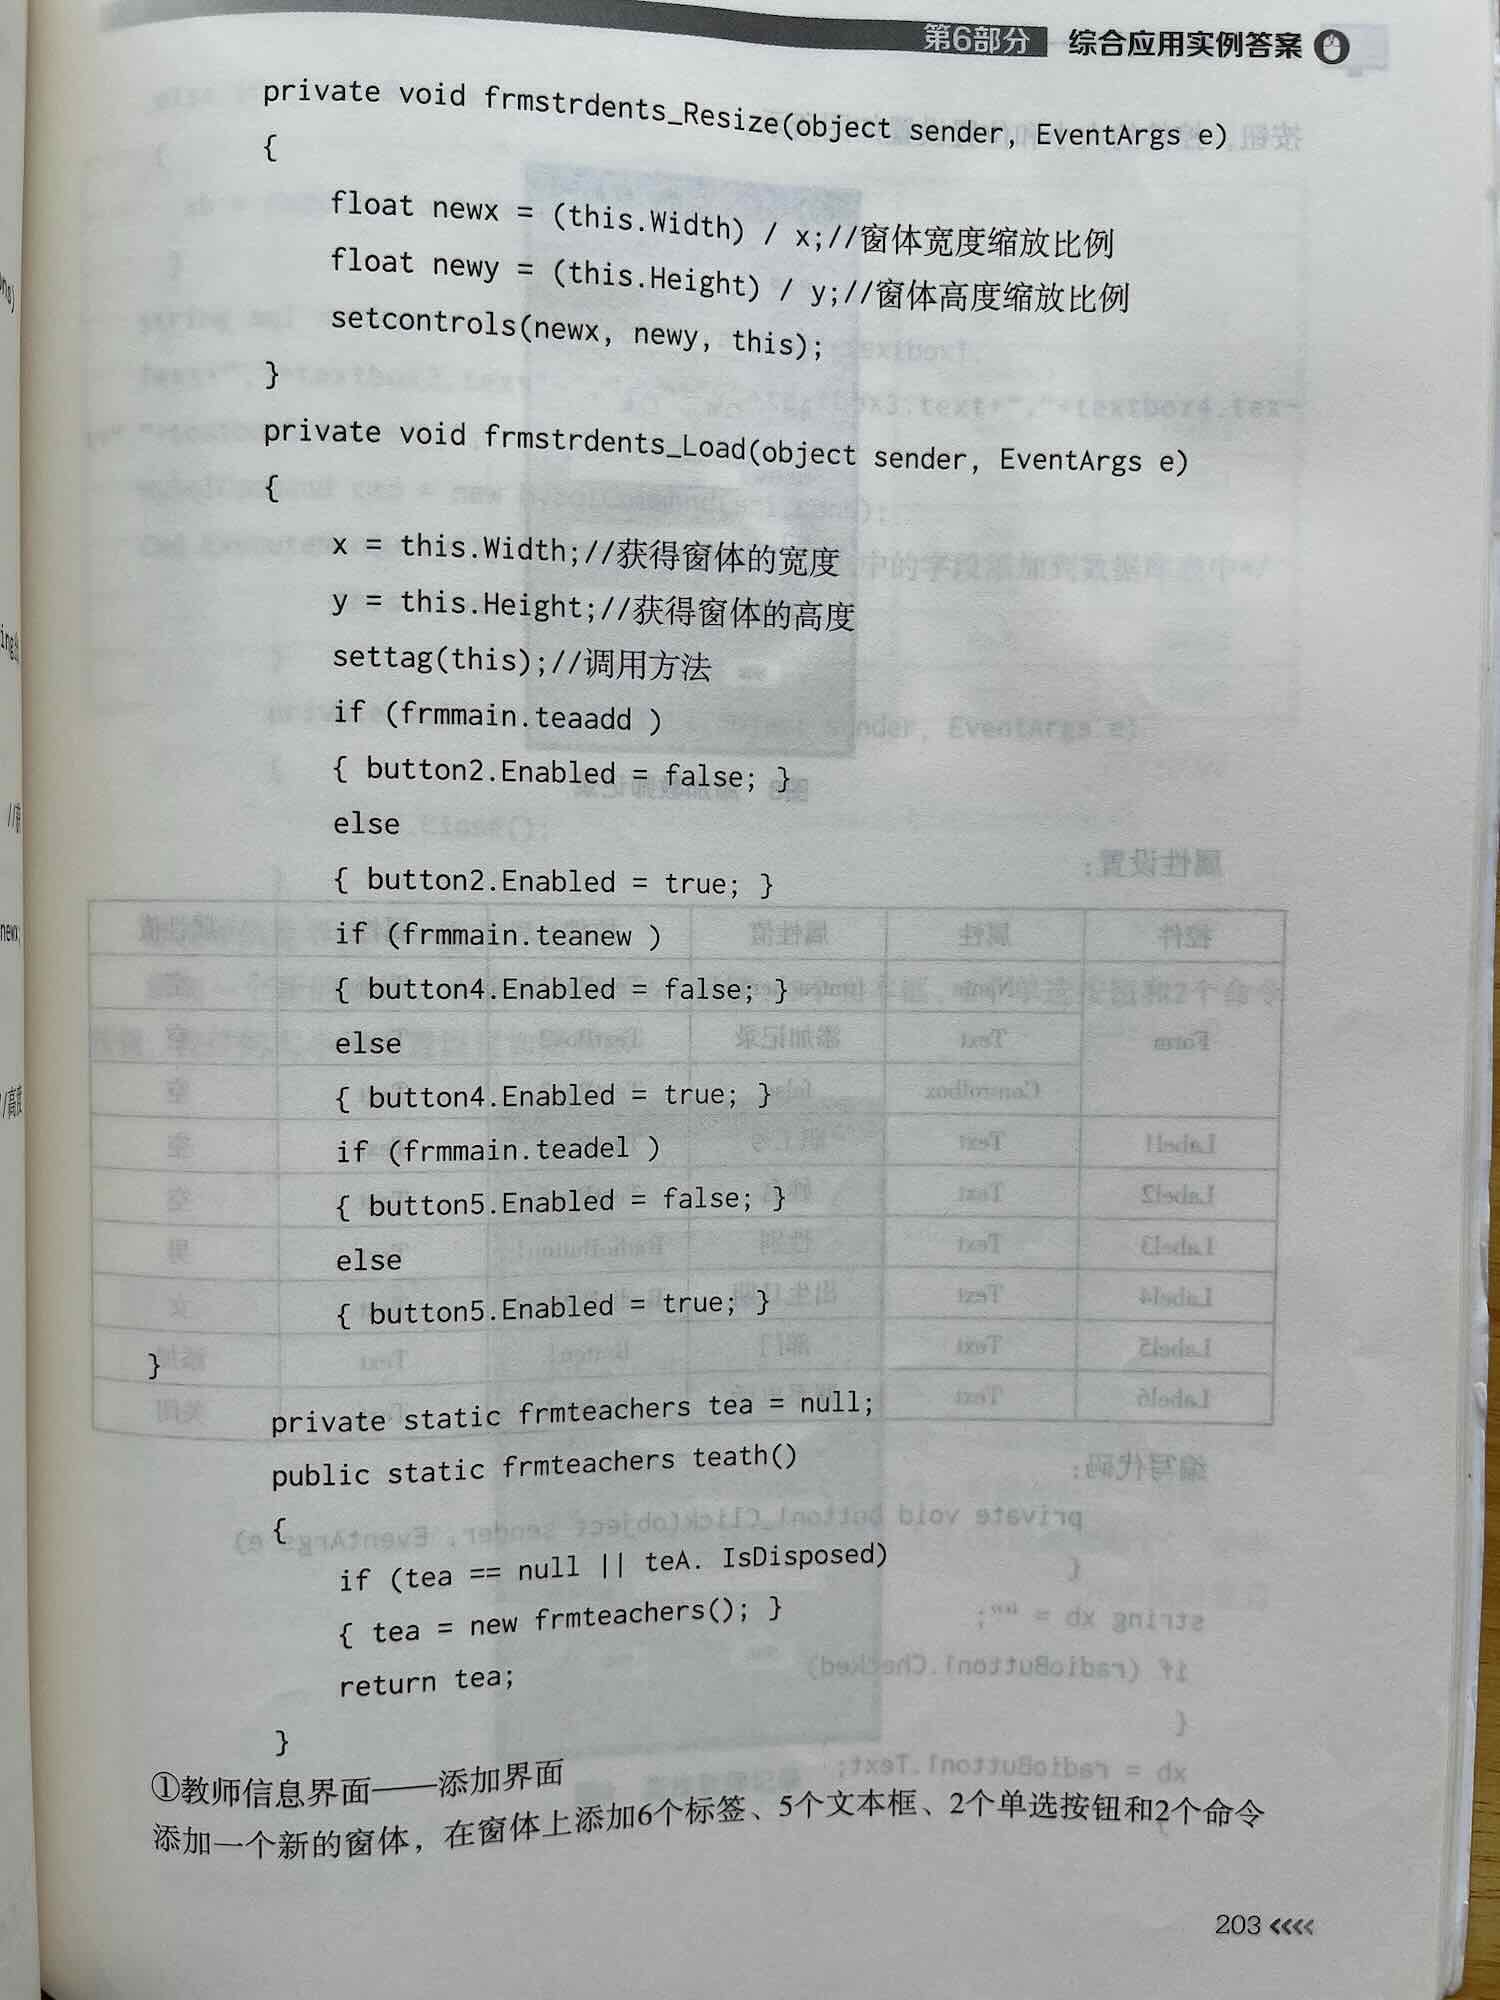 第6部分 综合应用实例答案
private void frmstrdents_Resize(object sender, EventArgs e)
{
float newx = (this.Width) / x;//窗体宽度缩放比例
float newy = (this.Height) / y;//窗体高度缩放比例
setcontrols(newx, newy, this);
}
private void frmstrdents_Load(object sender, EventArgs e)
{
x = this.Width;//获得窗体的宽度
y = this.Height;//获得窗体的高度
settag(this);//调用方法
if (frmmain.teaadd )
{ button2.Enabled = false; }
else
{ button2.Enabled = true; }
if (frmmain.teanew )
{ button4.Enabled = false; }
else
{ button4.Enabled = true; }
if (frmmain.teadel )
{ button5.Enabled = false; }
else
{ button5.Enabled = true; }
}
private static frmteachers tea = null;
public static frmteachers teath()
{
if (tea == null || teA. IsDisposed)
{ tea = new frmteachers(); }
return tea;
}
①教师信息界面——添加界面
添加一个新的窗体，在窗体上添加6个标签、5个文本框、2个单选按钮和2个命令
203